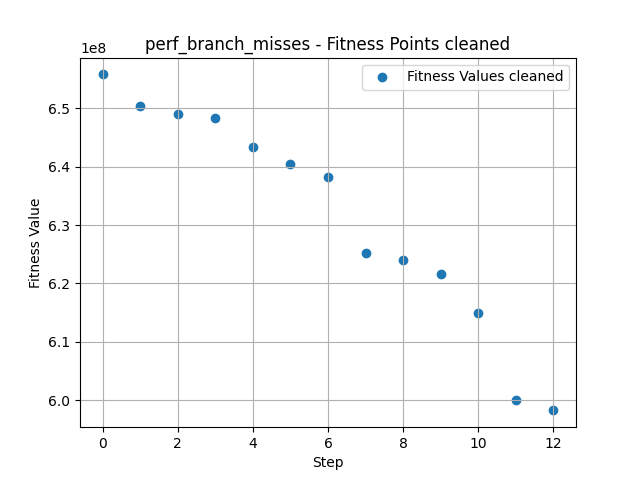 perf_branch_misses - Fitness Points cleaned
1e8
Fitness Values cleaned
6.5
6.4
6.3
6.2
6.1
6.0
Fitness Value
0 2 4 6 8 10 12
Step